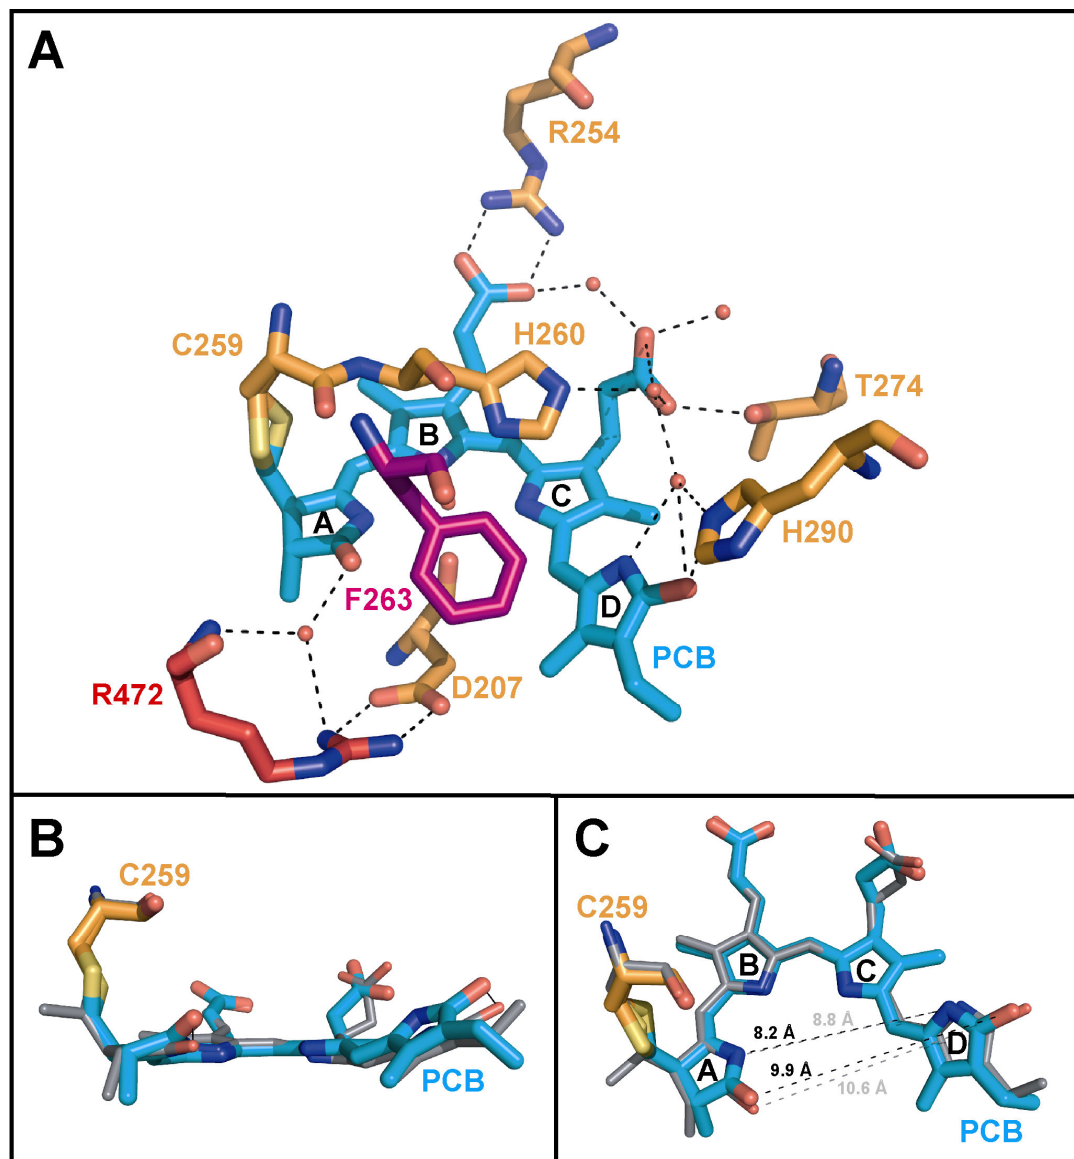 A
R254
C259
H260
T274
B
C
A
H290
F263
D
PCB
R472
D207
B
C259
PCB
C
C259
B
C
8.2 Å
8.8 Å
D
A
9.9 Å
10.6 Å
PCB